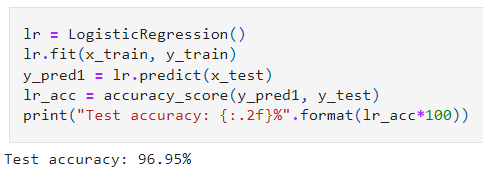 lr = LogisticRegression()
lr.fit(x_train, y_train)
y_pred1 = lr.predict(x_test)
lr_acc = accuracy_score(y_pred1, y_test)
print("Test accuracy: {:.2f}%".format(lr_acc*100))
Test accuracy: 96.95%